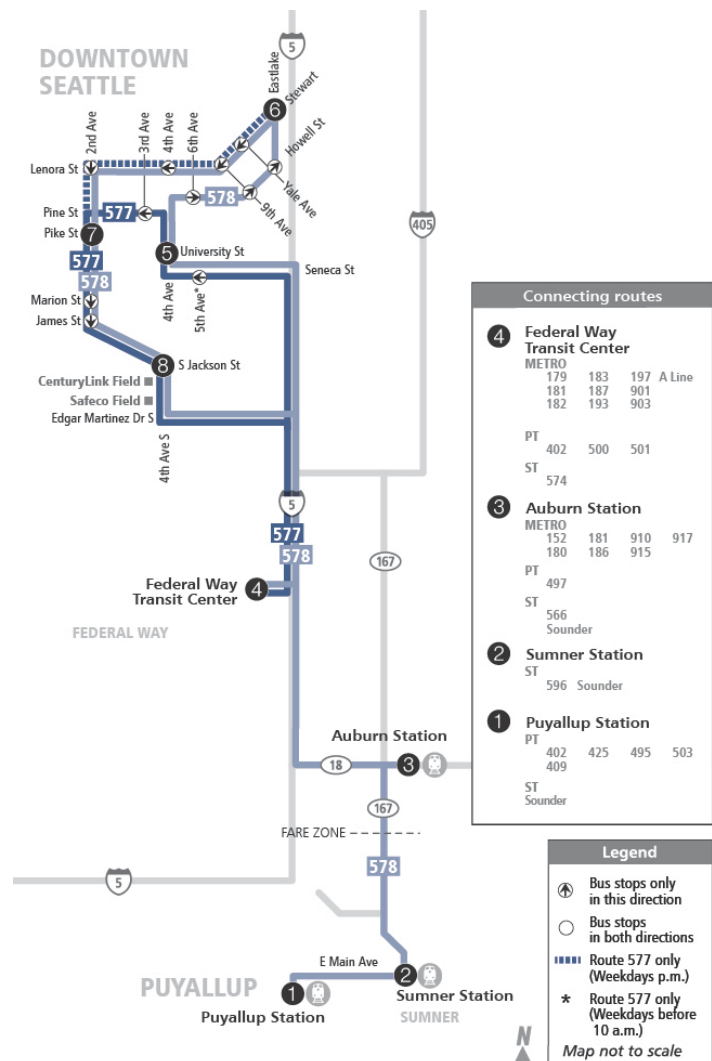 DOWNTOWN
SEATTLE
5
Eastlake
6
Stewart
2nd Ave
3rd Ave
4th Ave
6th Ave
Howell St
Lenora St
Yale Ave
578
9th Ave
Pine St
577
405
Pike St
7
5
University St
577
578
Seneca St
4th Ave
5th Ave*
Marion St
James St
8
S Jackson St
CenturyLink Field
Safeco Field
Edgar Martinez Dr S
4th Ave S
5
577
578
167
Federal Way
Transit Center
4
FEDERAL WAY
Auburn Station
18
3
167
FARE ZONE
5
578
E Main Ave
PUYALLUP
1
2
Puyallup Station
Sumner Station
SUMNER
Connecting routes
4 Federal Way
Transit Center
METRO
179 183 197 A Line
181 187 901
182 193 903
PT
402 500 501
ST
574
3 Auburn Station
METRO
152 181 910 917
180 186 915
PT
497
ST
566
Sounder
2 Sumner Station
ST
596 Sounder
1 Puyallup Station
PT
402 425 495 503
409
ST
Sounder
Legend
Bus stops only
in this direction
Bus stops
in both directions
Route 577 only
(Weekdays p.m.)
* Route 577 only
(Weekdays before
10 a.m.)
N
Map not to scale